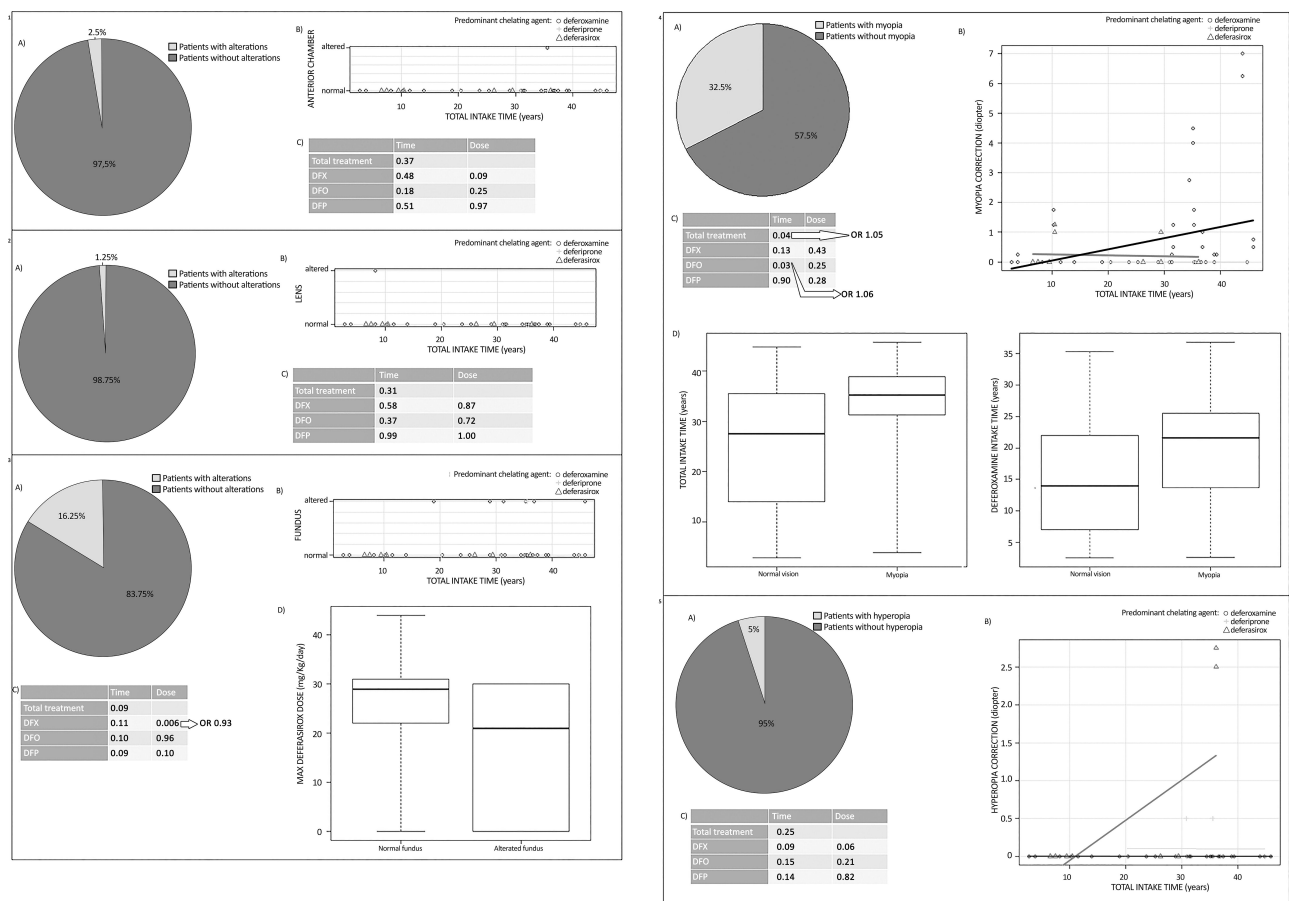 1
A)
2.5%
97,5%
Patients with alterations
Patients without alterations
Predominant chelating agent:
deferoxamine
deferiprone
deferasirox
B)
ANTERIOR CHAMBER
altered
normal
10 20 30 40
TOTAL INTAKE TIME (years)
C)
Time Dose
Total treatment 0.37
DFX 0.48 0.09
DFO 0.18 0.25
DFP 0.51 0.97
2
A)
1.25%
98.75%
Patients with alterations
Patients without alterations
Predominant chelating agent:
deferoxamine
deferiprone
deferasirox
B)
LENS
altered
normal
10 20 30 40
TOTAL INTAKE TIME (years)
C)
Time Dose
Total treatment 0.31
DFX 0.58 0.87
DFO 0.37 0.72
DFP 0.99 1.00
3
A)
16.25%
83.75%
Patients with alterations
Patients without alterations
Predominant chelating agent:
deferoxamine
deferiprone
deferasirox
B)
FUNDUS
altered
normal
10 20 30 40
TOTAL INTAKE TIME (years)
C)
Time Dose
Total treatment 0.09
DFX 0.11 0.006 OR 0.93
DFO 0.10 0.96
DFP 0.09 0.10
D)
MAX DEFERASIROX DOSE (mg/Kg/day)
40
30
20
10
0
Normal fundus
Alterated fundus
4
A)
32.5%
57.5%
Patients with myopia
Patients without myopia
Predominant chelating agent:
deferoxamine
deferiprone
deferasirox
B)
MYOPIA CORRECTION (diopter)
7
6
5
4
3
2
1
0
10 20 30 40
TOTAL INTAKE TIME (years)
C)
Time Dose
Total treatment 0.04 OR 1.05
DFX 0.13 0.43
DFO 0.03 0.25
DFP 0.90 0.28
OR 1.06
D)
TOTAL INTAKE TIME (years)
40
30
20
10
Normal vision
Myopia
DEFEROXAMINE INTAKE TIME (years)
35
30
25
20
15
10
5
Normal vision
Myopia
5
A)
5%
95%
Patients with hyperopia
Patients without hyperopia
Predominant chelating agent:
deferoxamine
deferiprone
deferasirox
B)
HYPEROPIA CORRECTION (diopter)
2.5
2.0
1.5
1.0
0.5
0
10 20 30 40
TOTAL INTAKE TIME (years)
C)
Time Dose
Total treatment 0.25
DFX 0.09 0.06
DFO 0.15 0.21
DFP 0.14 0.82